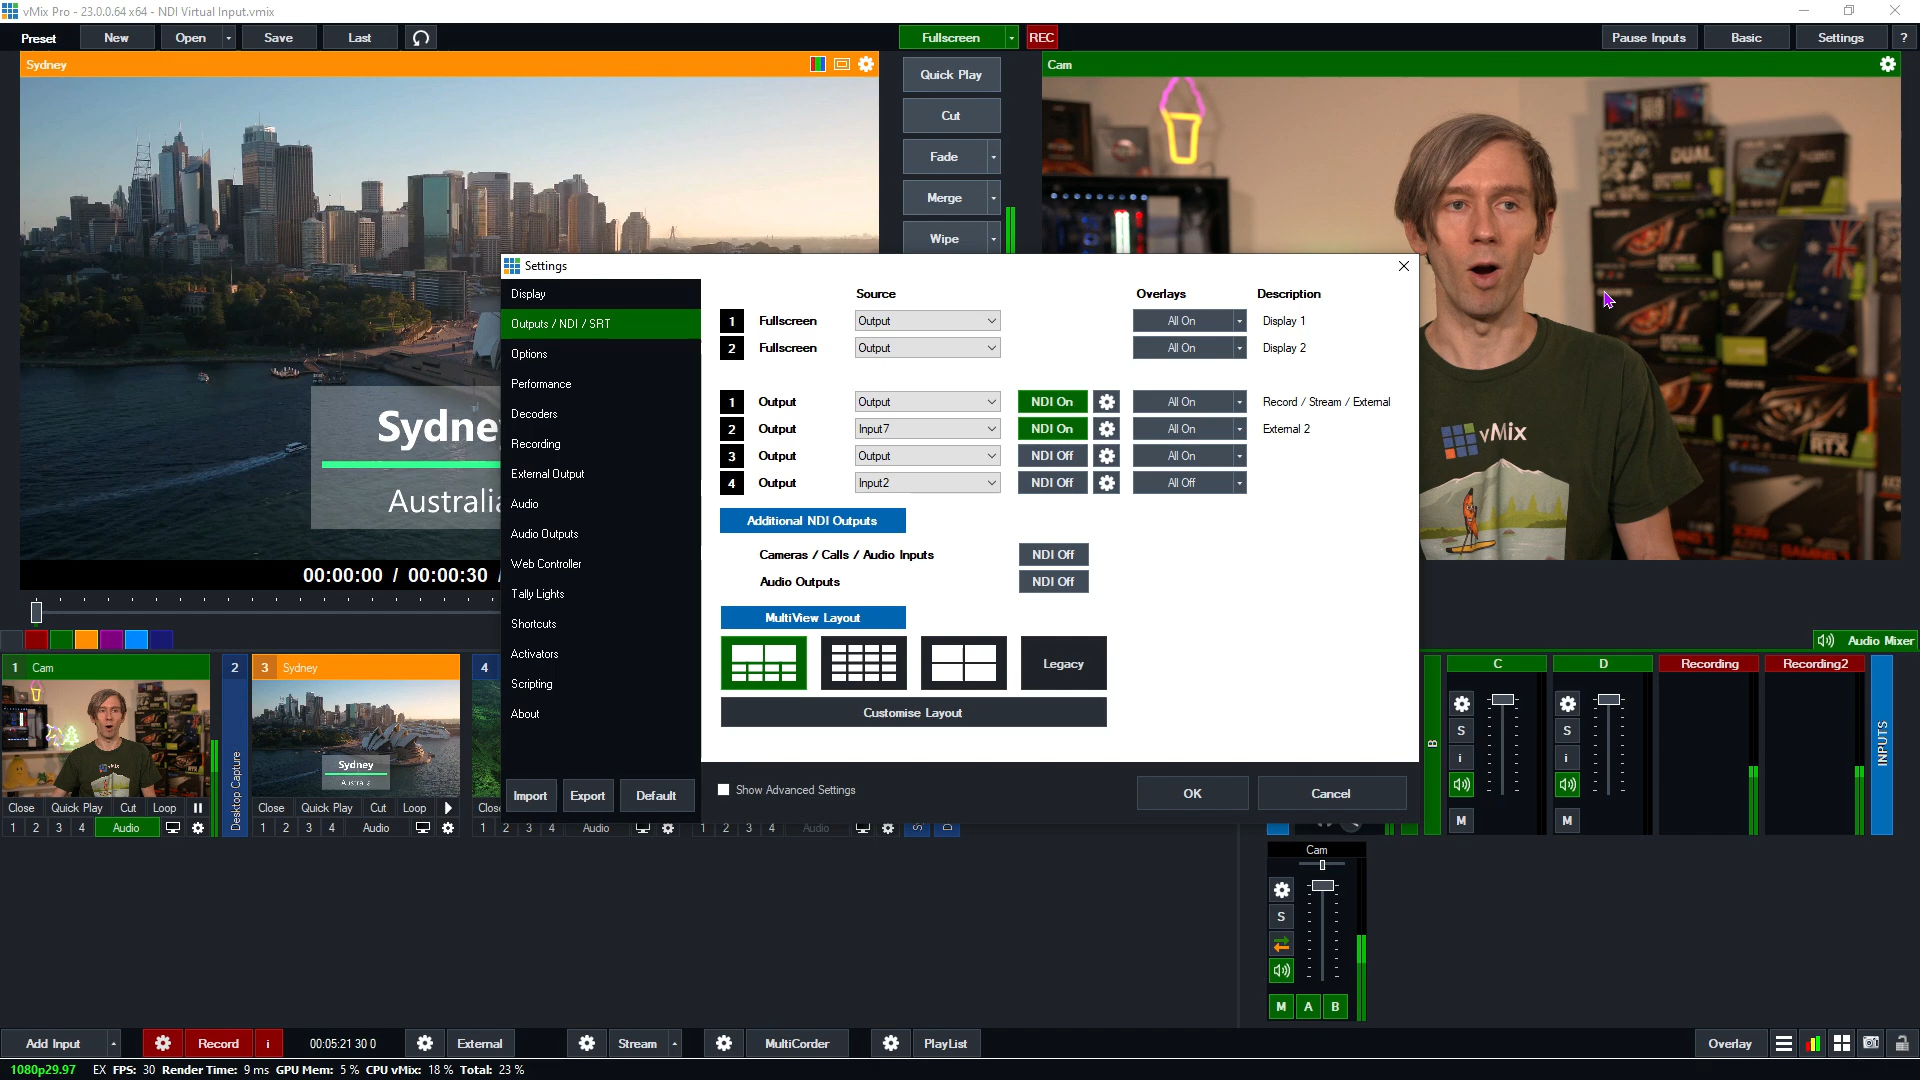 vMix Pro - 23.0.0.64 x64 - NDI Virtual Input.vmix
Preset New Open Save Last Fullscreen REC Pause Inputs Basic Settings ?
Sydney
Quick Play
Cut
Fade
Merge
Wipe
Cam
Sydne
Australia
00:00:00 / 00:00:30 /
vMix
DUAL
RTX
Settings
Display
Outputs / NDI / SRT
Options
Performance
Decoders
Recording
External Output
Audio
Audio Outputs
Web Controller
Tally Lights
Shortcuts
Activators
Scripting
About
Import Export Default
Source Overlays Description
1 Fullscreen Output All On Display 1
2 Fullscreen Output All On Display 2
1 Output Output NDI On All On Record / Stream / External
2 Output Input7 NDI On All On External 2
3 Output Output NDI Off All On
4 Output Input2 NDI Off All Off
Additional NDI Outputs
Cameras / Calls / Audio Inputs NDI Off
Audio Outputs NDI Off
MultiView Layout
Legacy
Customise Layout
Show Advanced Settings
OK Cancel
1 Cam
Close Quick Play Cut Loop
1 2 3 4 Audio
2
Desktop Capture
3 Sydney
Sydney
Australia
Close Quick Play Cut Loop
1 2 3 4 Audio
4
Clos
1 2 3 4 Audio
1 2 3 4 Audio
Audio Mixer
B
C
S
i
M
D
S
i
M
Recording
Recording2
INPUTS
Cam
S
M A B
Add Input Record i 00:05:21 30 0 External Stream MultiCorder PlayList Overlay
1080p29.97 EX FPS: 30 Render Time: 9 ms GPU Mem: 5 % CPU vMix: 18 % Total: 23 %